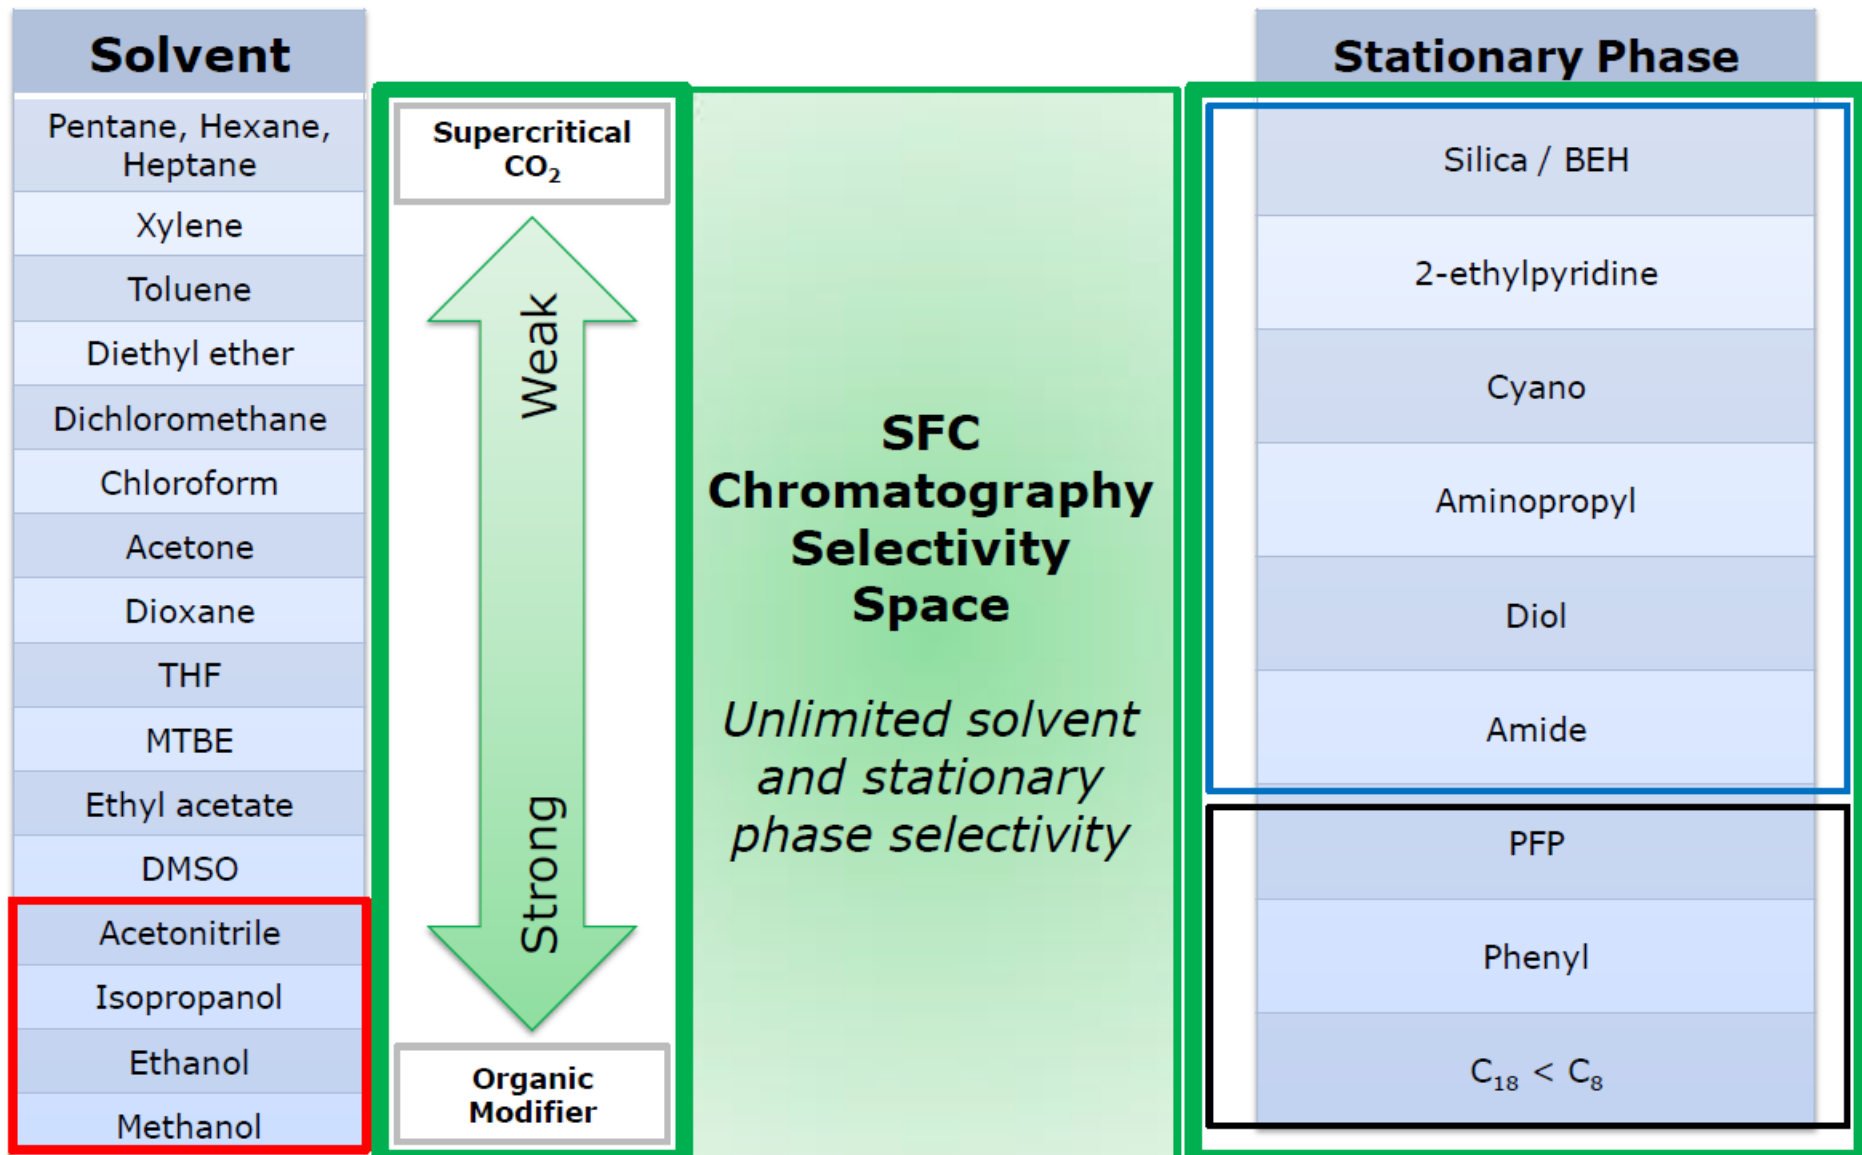 Solvent
Pentane, Hexane,
Heptane
Xylene
Toluene
Diethyl ether
Dichloromethane
Chloroform
Acetone
Dioxane
THF
MTBE
Ethyl acetate
DMSO
Acetonitrile
Isopropanol
Ethanol
Methanol
Supercritical
CO₂
Weak
Strong
Organic
Modifier
SFC
Chromatography
Selectivity
Space
Unlimited solvent
and stationary
phase selectivity
Stationary Phase
Silica / BEH
2-ethylpyridine
Cyano
Aminopropyl
Diol
Amide
PFP
Phenyl
C₁₈ < C₈